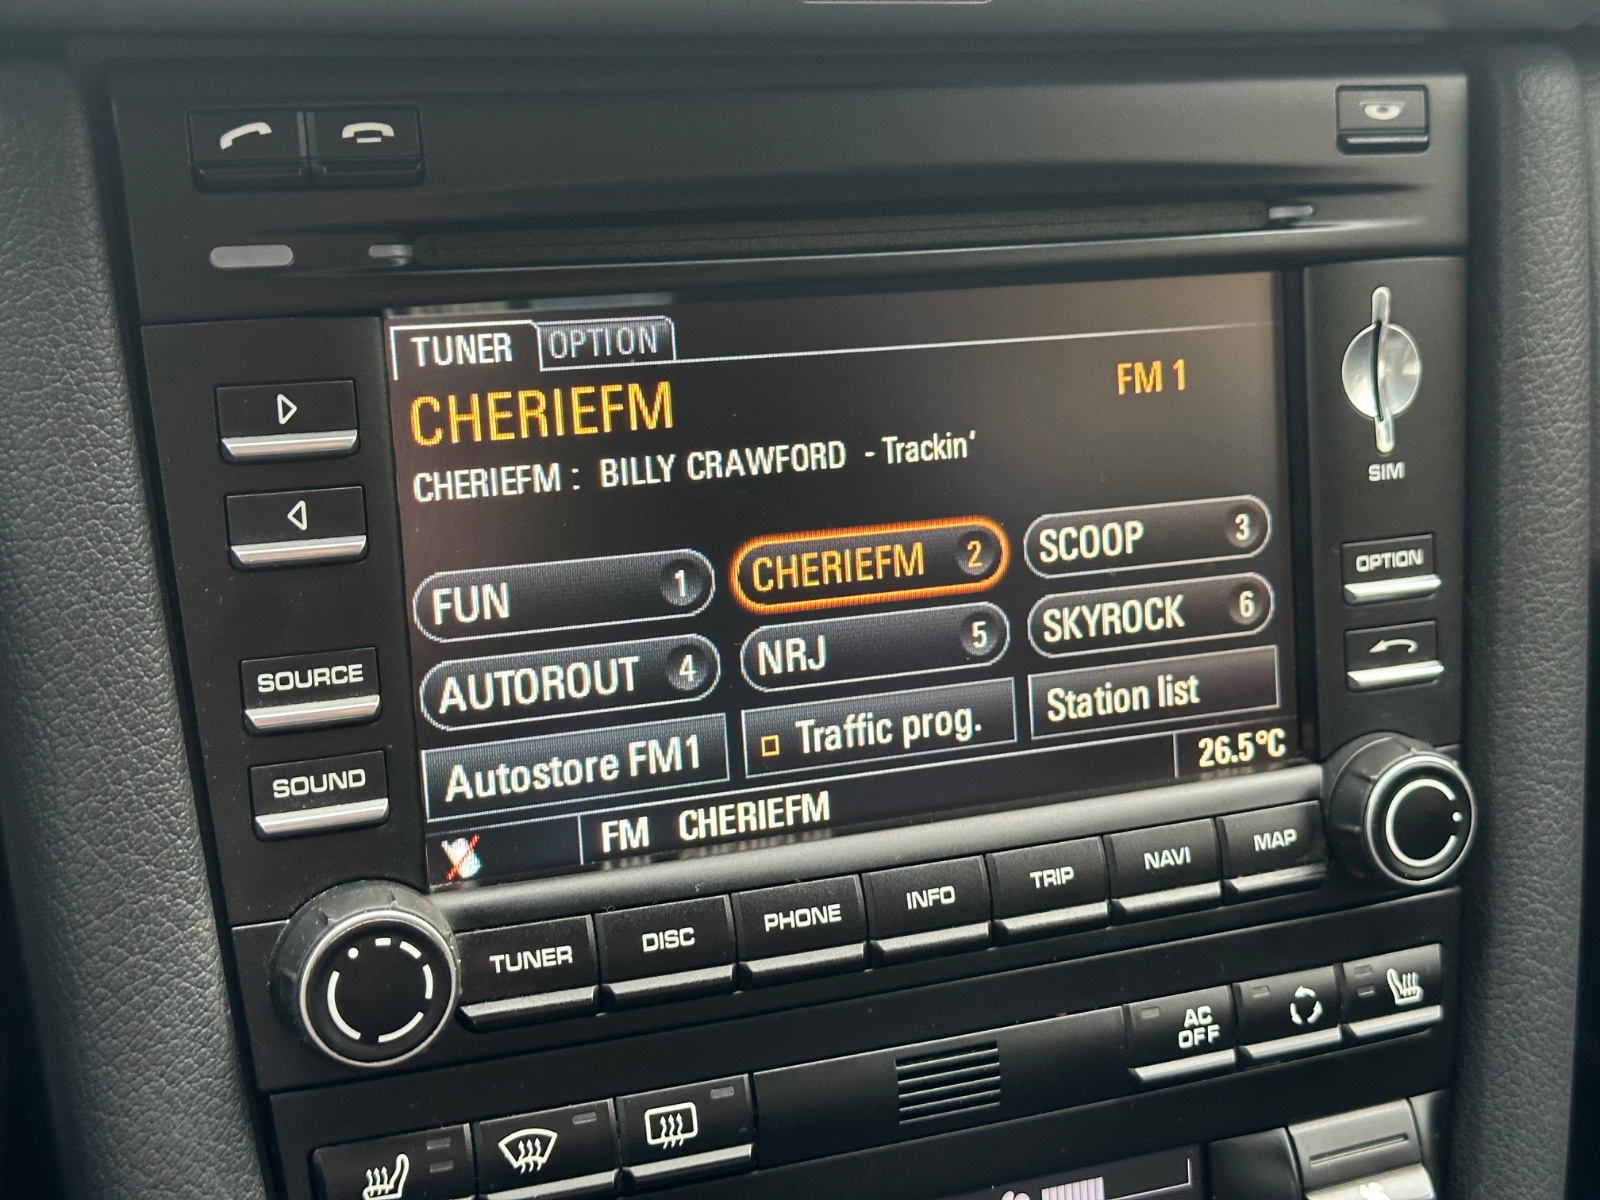 TUNER OPTION
CHERIEFM FM 1
CHERIEFM : BILLY CRAWFORD - Trackin'
SIM
FUN 1 CHERIEFM 2 SCOOP 3
OPTION
AUTOROUT 4 NRJ 5 SKYROCK 6
SOURCE
Autostore FM1 Traffic prog. Station list
SOUND
FM CHERIEFM 26.5°C
TUNER DISC PHONE INFO TRIP NAVI MAP
AC
OFF